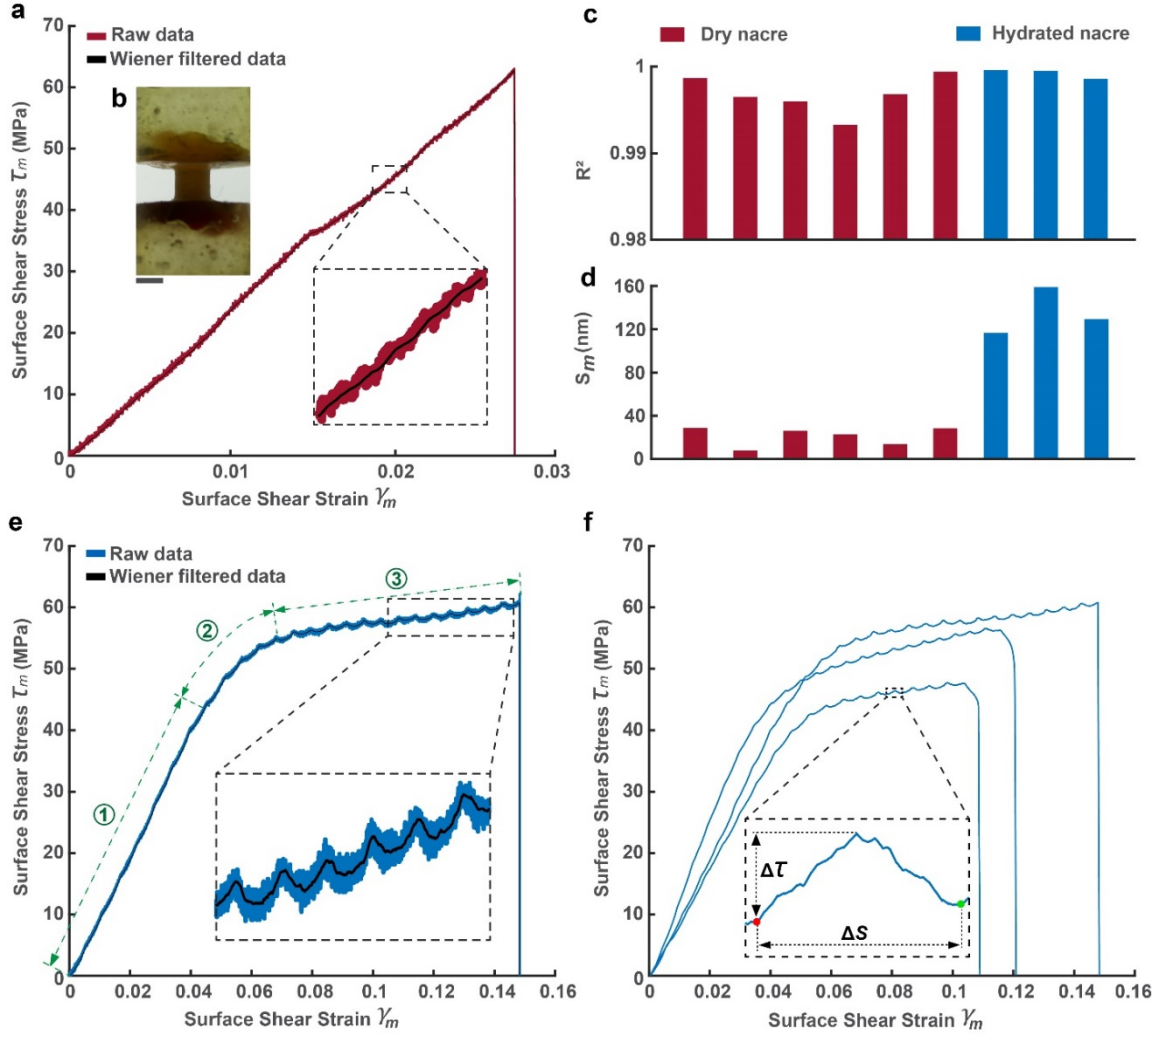 a
70
60
50
40
30
20
10
0
Surface Shear Stress τm (MPa)
Raw data
Wiener filtered data
b
0
0.01
0.02
0.03
Surface Shear Strain γm
c
Dry nacre
Hydrated nacre
1
0.99
0.98
R²
d
160
120
80
40
0
Sm(nm)
e
70
60
50
40
30
20
10
0
Surface Shear Stress τm (MPa)
Raw data
Wiener filtered data
③
②
①
0
0.02
0.04
0.06
0.08
0.1
0.12
0.14
0.16
Surface Shear Strain γm
f
70
60
50
40
30
20
10
0
Surface Shear Stress τm (MPa)
Δτ
ΔS
0
0.02
0.04
0.06
0.08
0.1
0.12
0.14
0.16
Surface Shear Strain γm